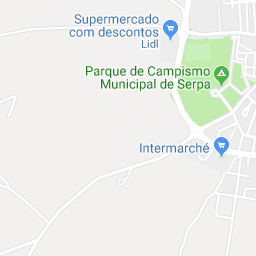 Supermercado
com descontos
Lidl
Parque de Campismo
Municipal de Serpa
Intermarché